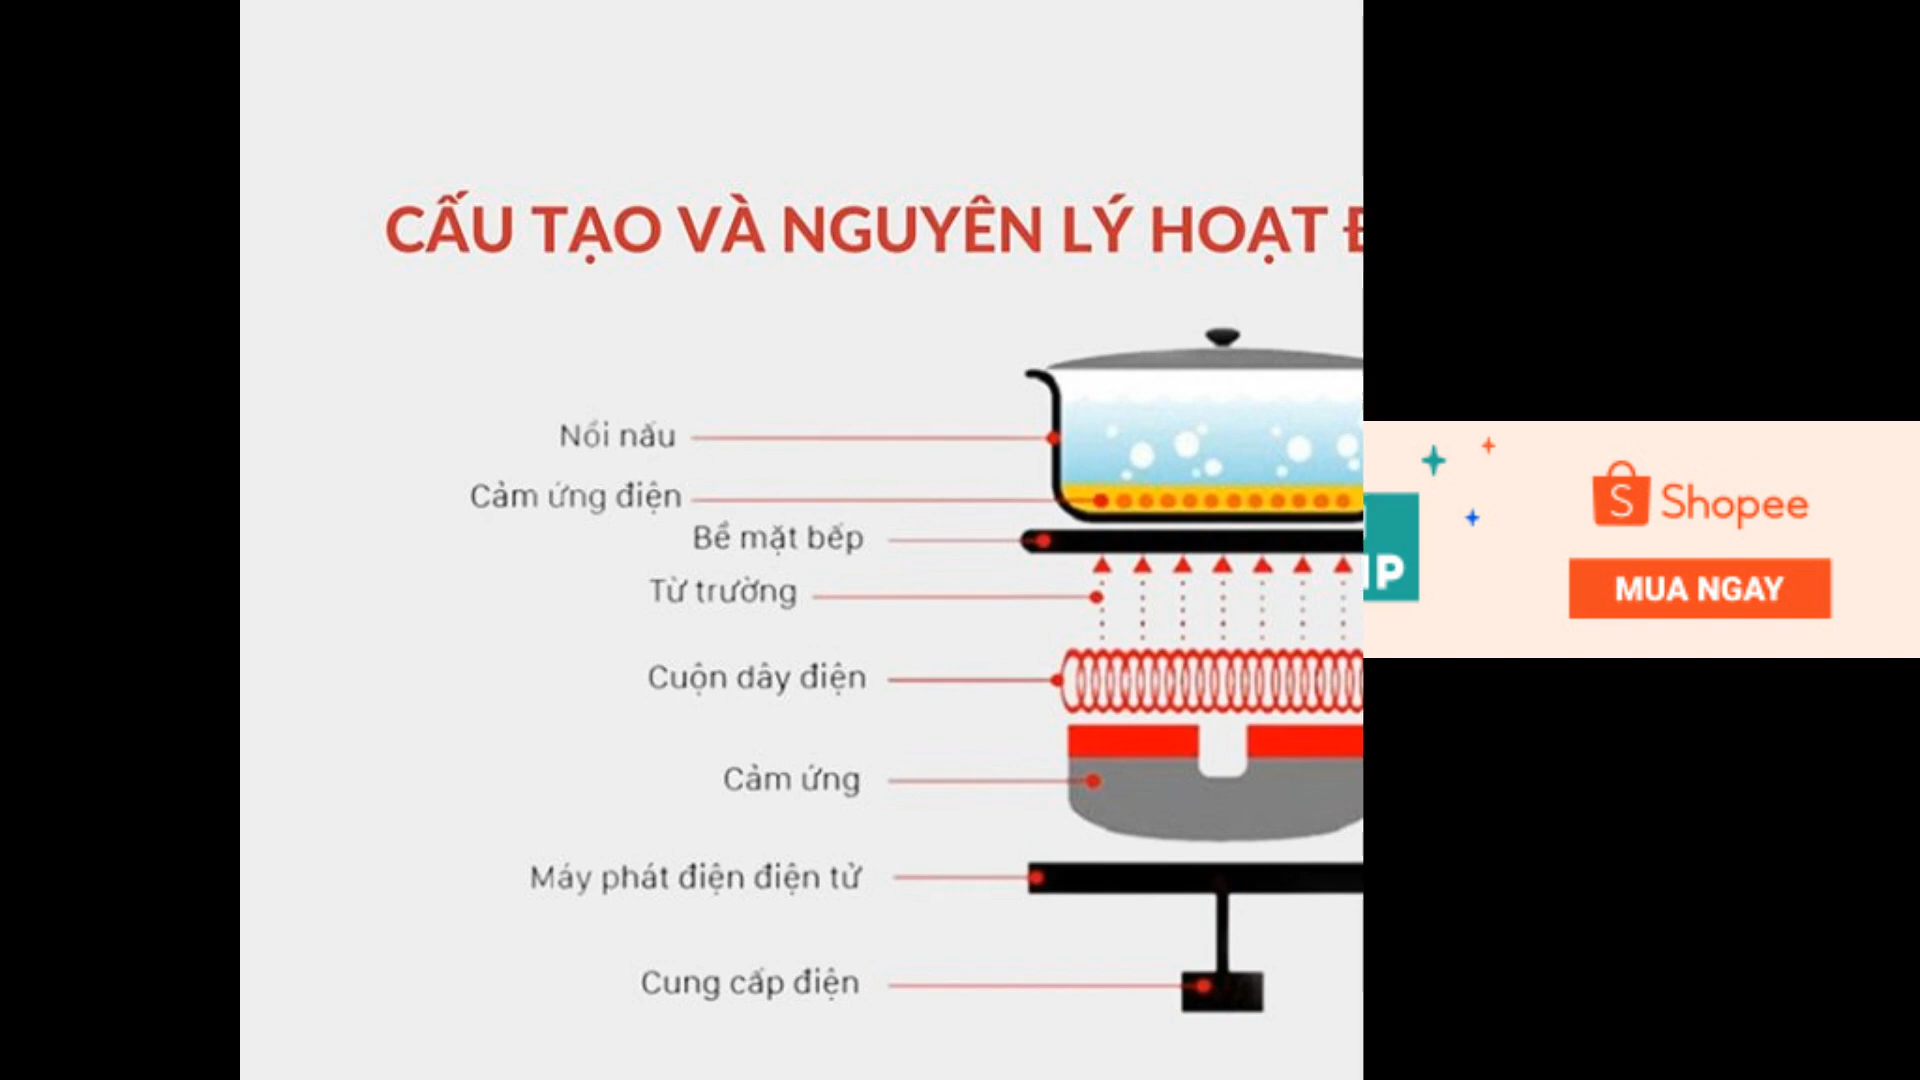 CẤU TẠO VÀ NGUYÊN LÝ HOẠT
Nồi nấu
Cảm ứng điện
Bề mặt bếp
Từ trường
Cuộn dây điện
Cảm ứng
Máy phát điện điện tử
Cung cấp điện
Shopee
MUA NGAY